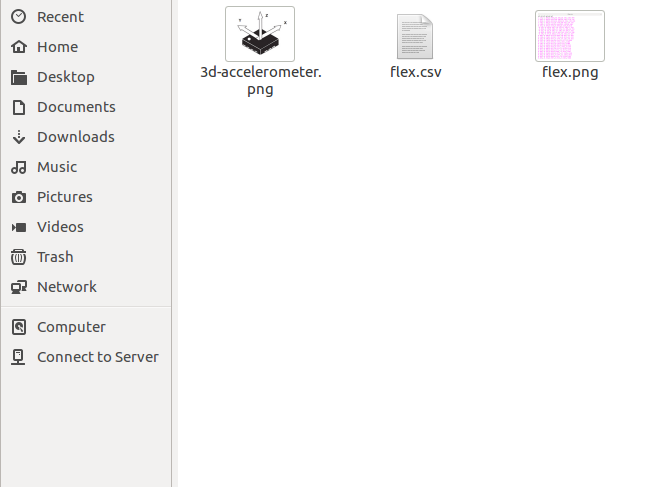 Recent
Home
Desktop
Documents
Downloads
Music
Pictures
Videos
Trash
Network
Computer
Connect to Server
3d-accelerometer.
png
flex.csv
flex.png